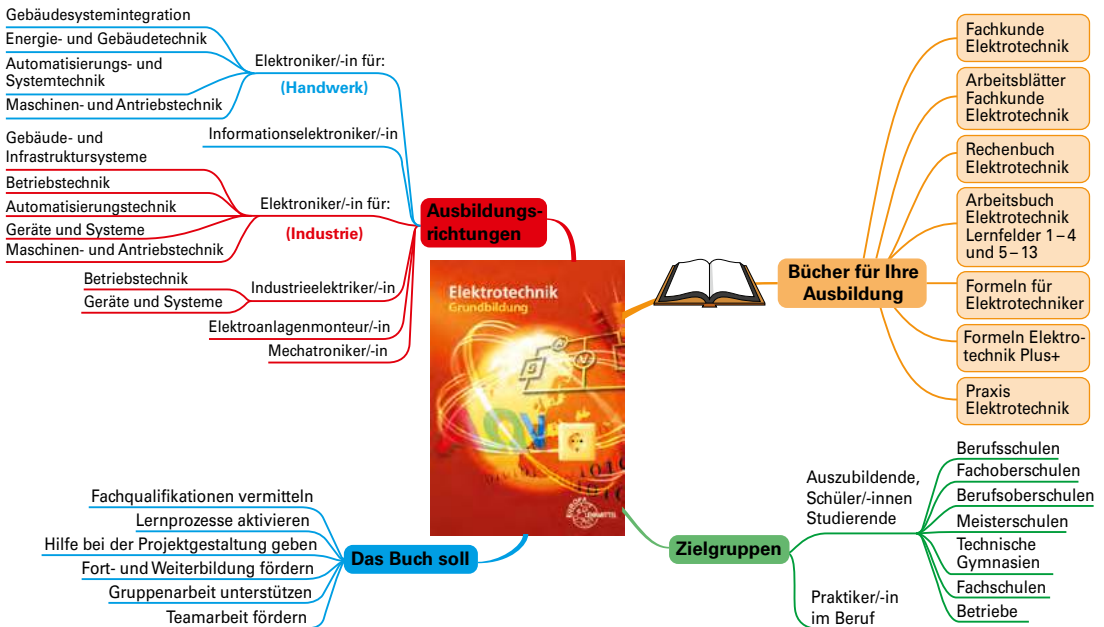 Gebäudesystemintegration
Energie- und Gebäudetechnik
Automatisierungs- und
Systemtechnik
Maschinen- und Antriebstechnik
Elektroniker/-in für:
(Handwerk)
Informationselektroniker/-in
Gebäude- und
Infrastruktursysteme
Betriebstechnik
Automatisierungstechnik
Geräte und Systeme
Maschinen- und Antriebstechnik
Elektroniker/-in für:
(Industrie)
Betriebstechnik
Geräte und Systeme
Industrieelektriker/-in
Elektroanlagenmonteur/-in
Mechatroniker/-in
Ausbildungs-
richtungen
Elektrotechnik
Grundbildung
Bücher für Ihre
Ausbildung
Fachkunde
Elektrotechnik
Arbeitsblätter
Fachkunde
Elektrotechnik
Rechenbuch
Elektrotechnik
Arbeitsbuch
Elektrotechnik
Lernfelder 1–4
und 5–13
Formeln für
Elektrotechniker
Formeln Elektro-
technik Plus+
Praxis
Elektrotechnik
Fachqualifikationen vermitteln
Lernprozesse aktivieren
Hilfe bei der Projektgestaltung geben
Fort- und Weiterbildung fördern
Gruppenarbeit unterstützen
Teamarbeit fördern
Das Buch soll
Zielgruppen
Auszubildende,
Schüler/-innen
Studierende
Berufsschulen
Fachoberschulen
Berufsoberschulen
Meisterschulen
Technische
Gymnasien
Fachschulen
Betriebe
Praktiker/-in
im Beruf